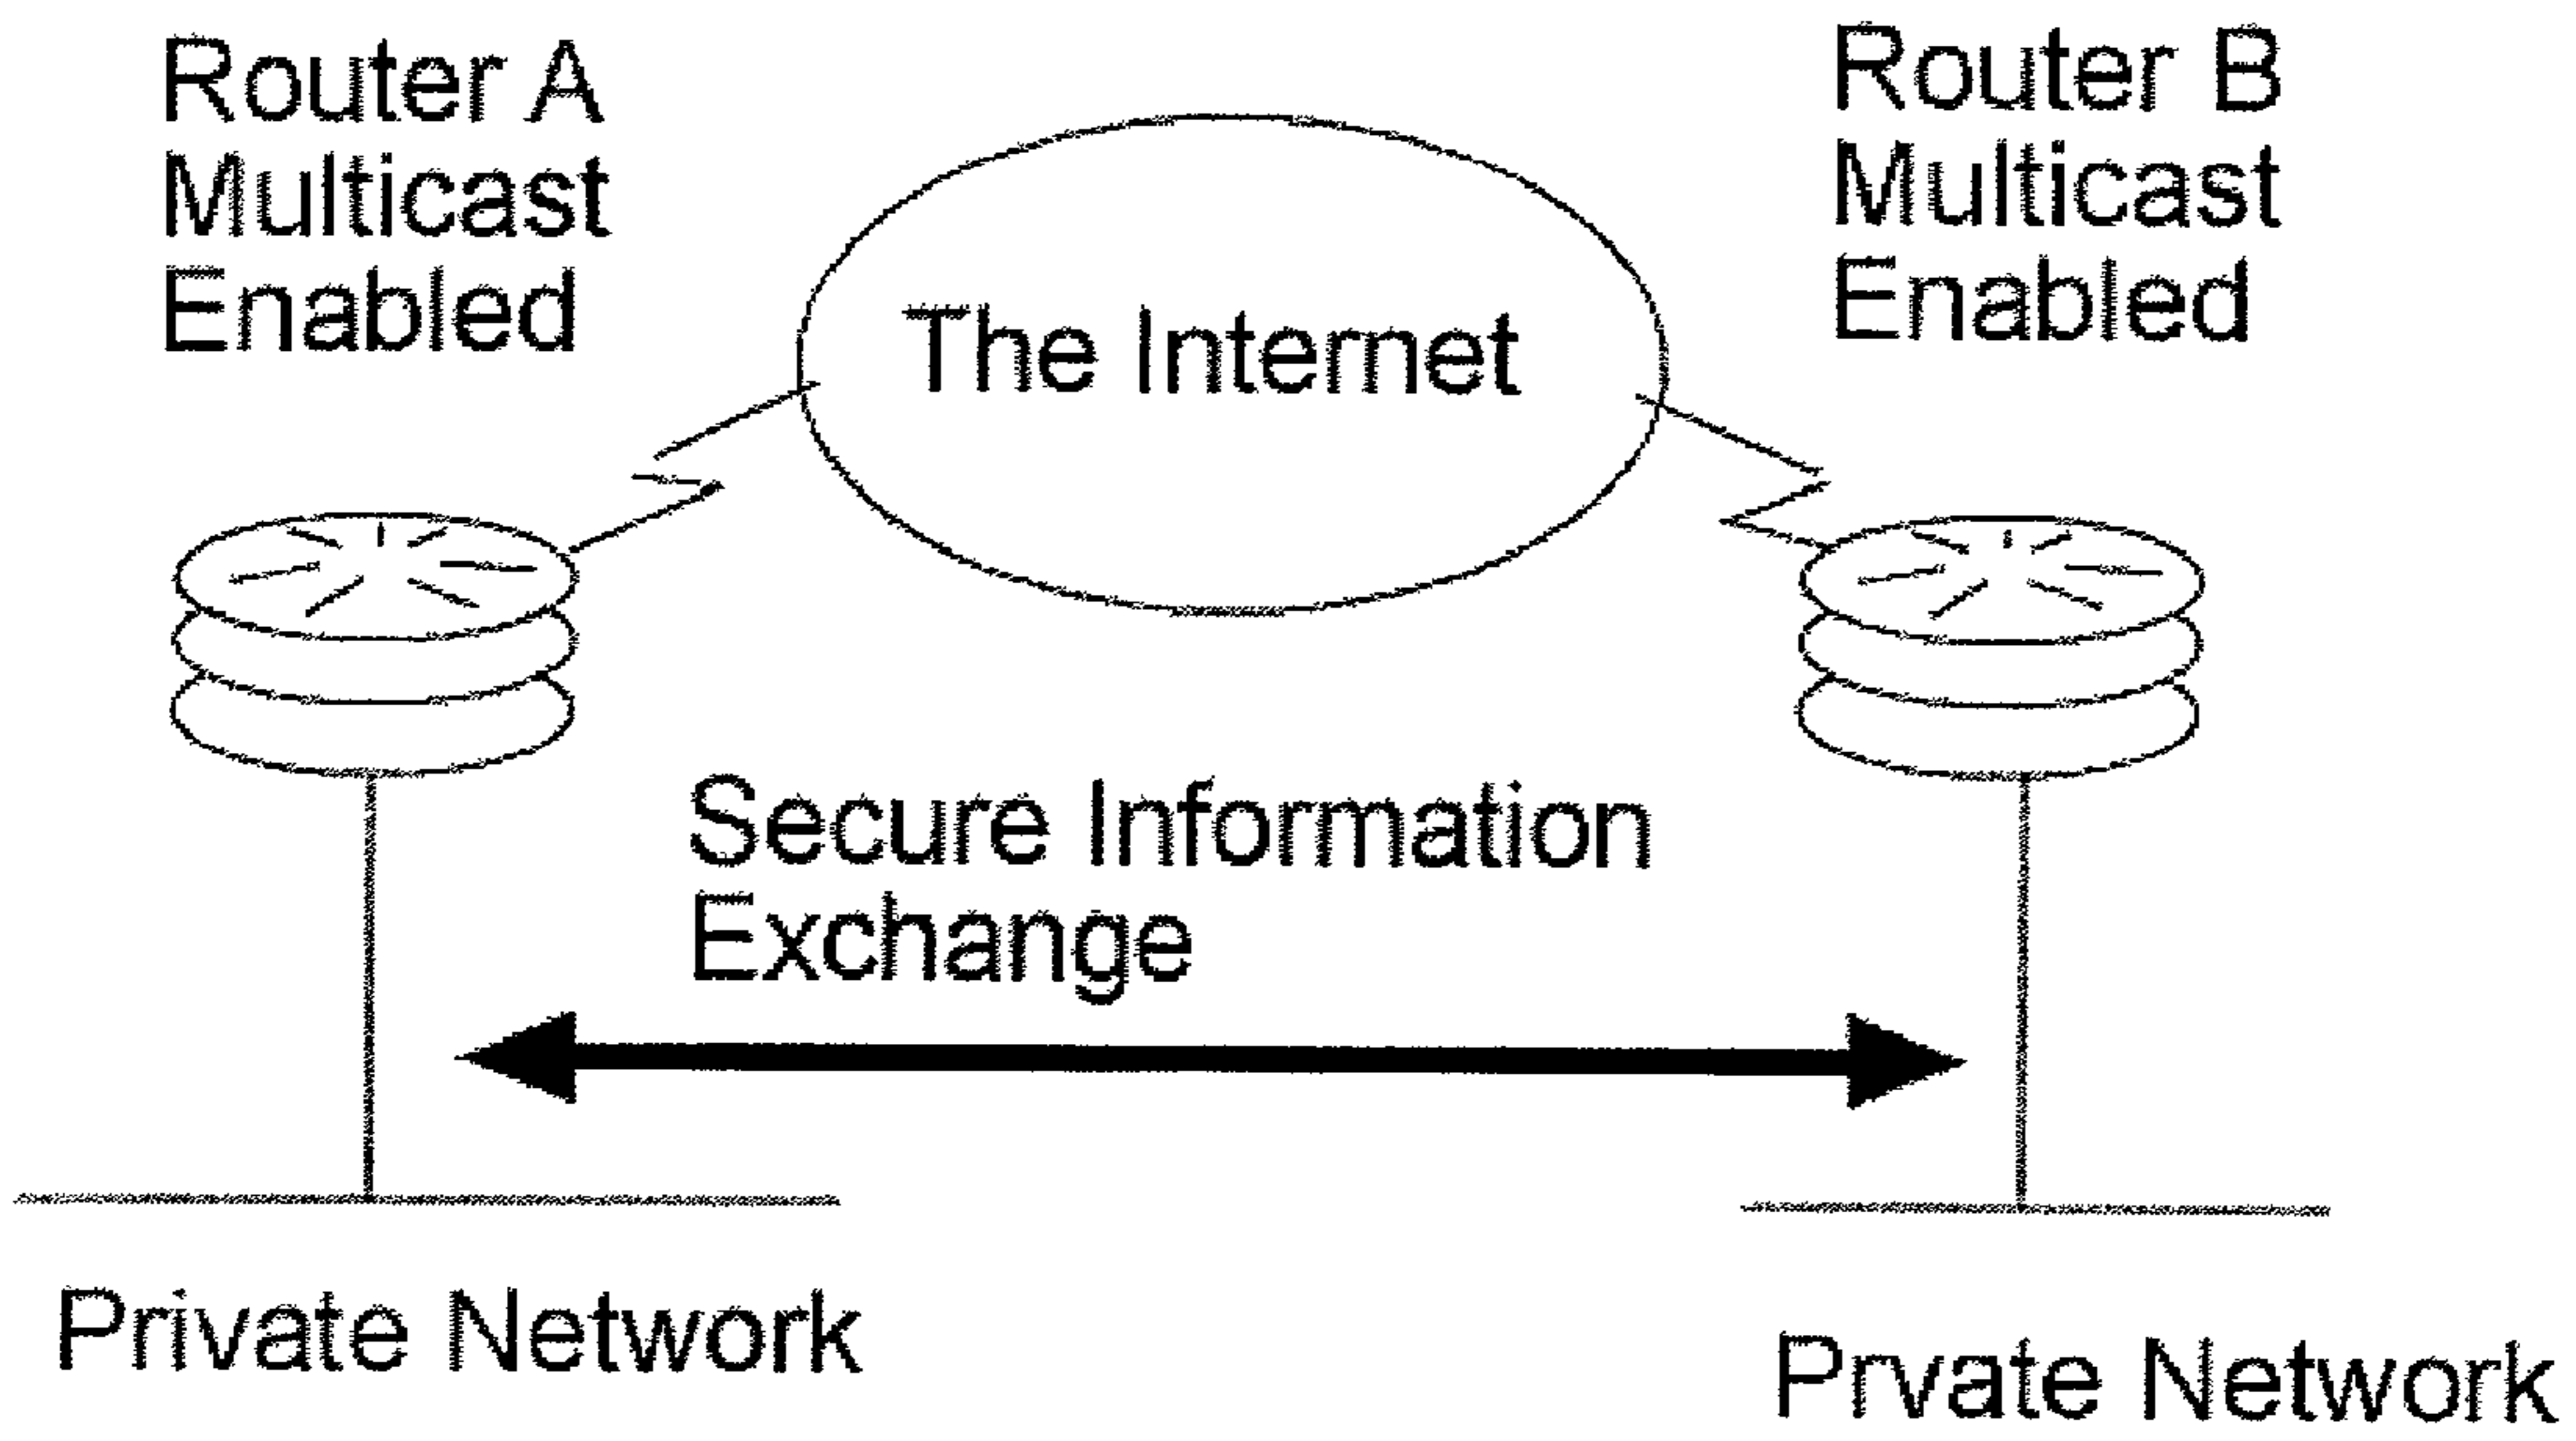 Router A
Multicast
Enabled
Router B
Multicast
Enabled
The Internet
Secure Information
Exchange
Private Network
Prvate Network